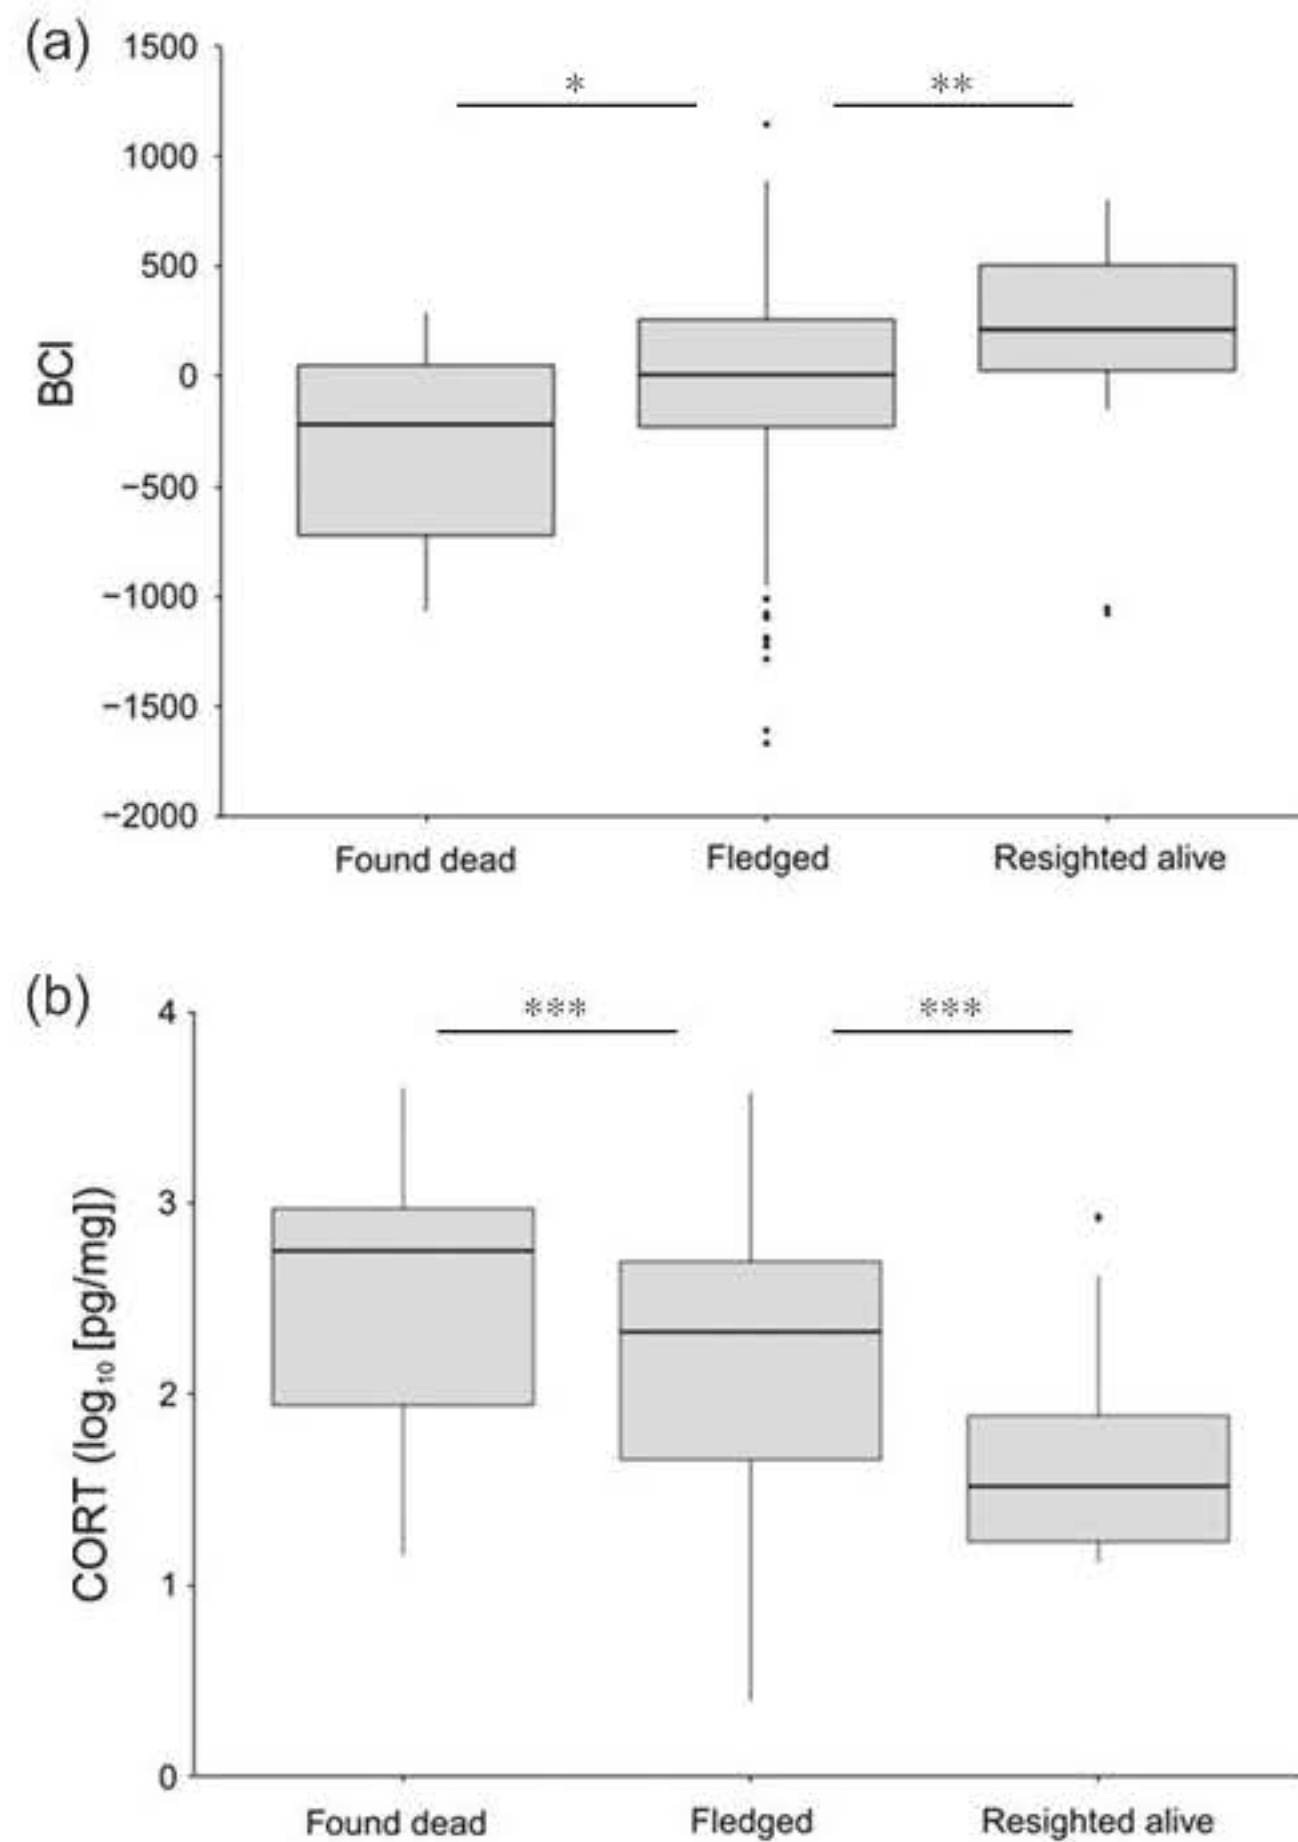 (a)
1500
1000
500
0
−500
−1000
−1500
−2000
BCI
*
**
Found dead
Fledged
Resighted alive
(b)
4
3
2
1
0
CORT (log₁₀ [pg/mg])
***
***
Found dead
Fledged
Resighted alive